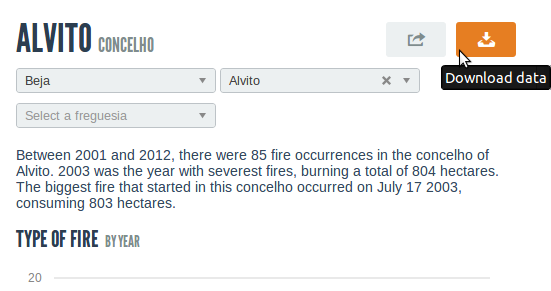 ALVITO CONCELHO
Download data
Beja
Alvito
Select a freguesia
Between 2001 and 2012, there were 85 fire occurrences in the concelho of
Alvito. 2003 was the year with severest fires, burning a total of 804 hectares.
The biggest fire that started in this concelho occurred on July 17 2003,
consuming 803 hectares.
TYPE OF FIRE BY YEAR
20